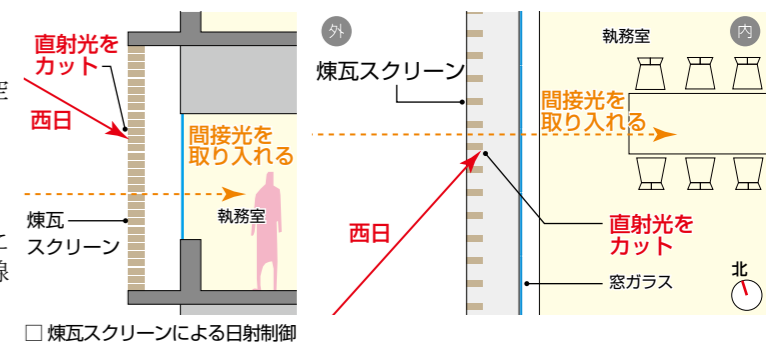 直射光を
カット
西日
間接光を
取り入れる
執務室
煉瓦
スクリーン
線
□ 煉瓦スクリーンによる日射制御
外
内
執務室
煉瓦スクリーン
間接光を
取り入れる
西日
直射光を
カット
窓ガラス
北